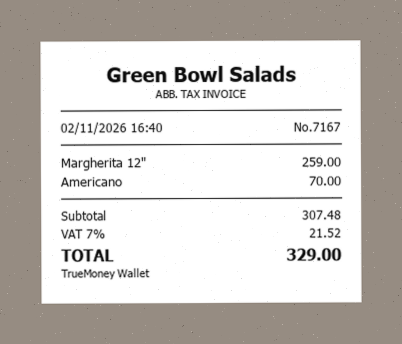 Green Bowl Salads
ABB. TAX INVOICE
02/11/2026 16:40 No.7167
Margherita 12" 259.00
Americano 70.00
Subtotal 307.48
VAT 7% 21.52
TOTAL 329.00
TrueMoney Wallet